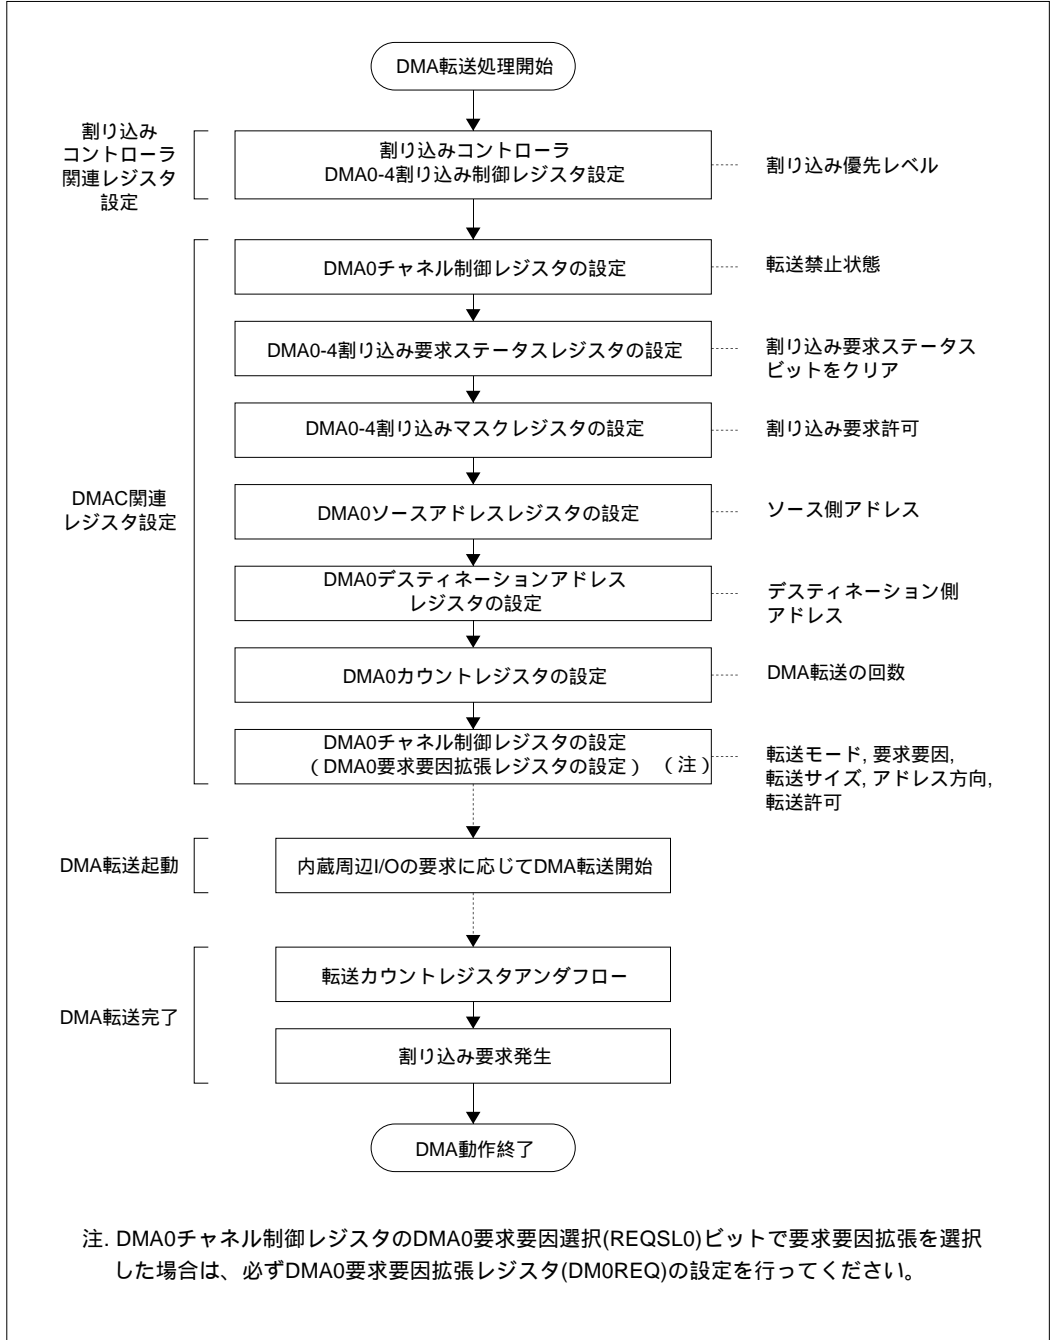 DMA転送処理開始
割り込み
コントローラ
関連レジスタ
設定
割り込みコントローラ
DMA0-4割り込み制御レジスタ設定
割り込み優先レベル
DMA0チャネル制御レジスタの設定
転送禁止状態
DMA0-4割り込み要求ステータスレジスタの設定
割り込み要求ステータス
ビットをクリア
DMA0-4割り込みマスクレジスタの設定
割り込み要求許可
DMAC関連
レジスタ設定
DMA0ソースアドレスレジスタの設定
ソース側アドレス
DMA0デスティネーションアドレス
レジスタの設定
デスティネーション側
アドレス
DMA0カウントレジスタの設定
DMA転送の回数
DMA0チャネル制御レジスタの設定
（DMA0要求要因拡張レジスタの設定）（注）
転送モード, 要求要因,
転送サイズ, アドレス方向,
転送許可
DMA転送起動
内蔵周辺I/Oの要求に応じてDMA転送開始
転送カウントレジスタアンダフロー
DMA転送完了
割り込み要求発生
DMA動作終了
注. DMA0チャネル制御レジスタのDMA0要求要因選択(REQSL0)ビットで要求要因拡張を選択
した場合は、必ずDMA0要求要因拡張レジスタ(DM0REQ)の設定を行ってください。